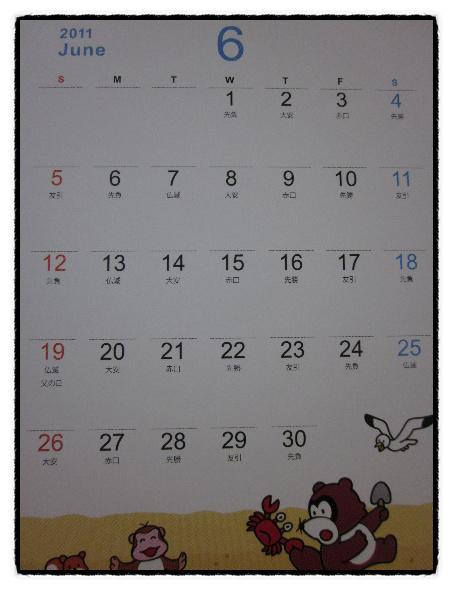 2011
June
6
S M T W T F S
1 2 3 4
先負 大安 赤口 先勝
5 6 7 8 9 10 11
友引 先負 仏滅 大安 赤口 先勝 友引
12 13 14 15 16 17 18
先負 仏滅 大安 赤口 先勝 友引 先負
19 20 21 22 23 24 25
仏滅 大安 赤口 先勝 友引 先負 仏滅
父の日
26 27 28 29 30
大安 赤口 先勝 友引 先負